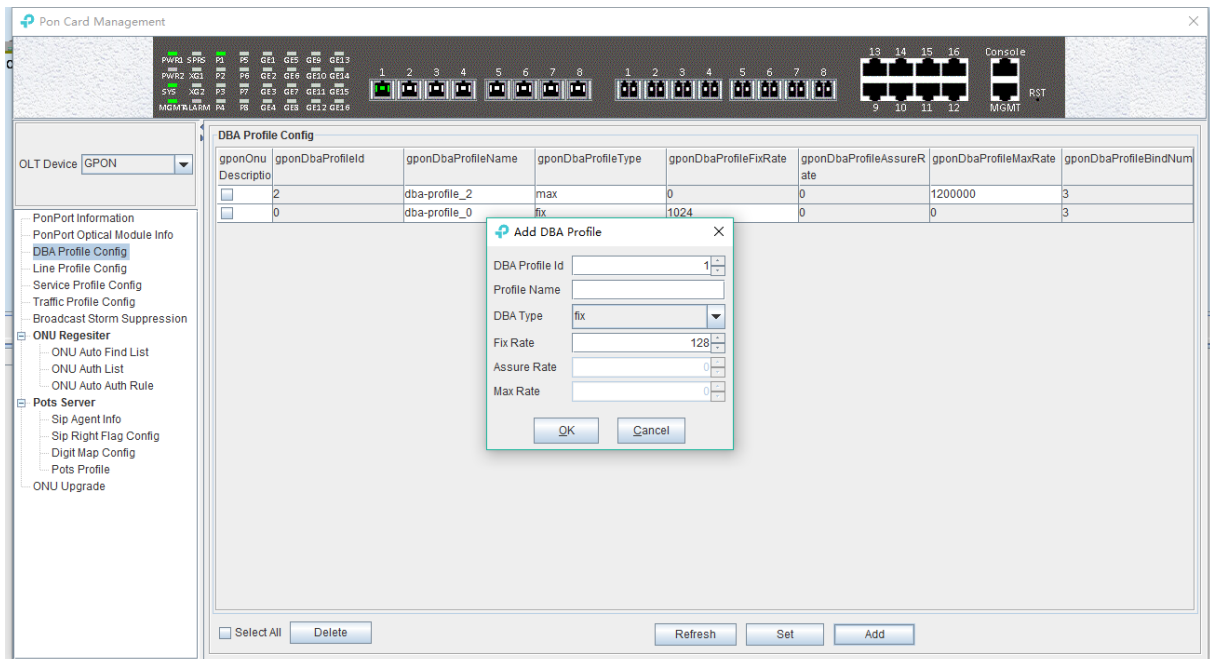 Pon Card Management
PWR1 SPRS P1 P5 GE1 GE5 GE9 GE13
PWR2 XG1 P2 P6 GE2 GE6 GE10 GE14
SYS XG2 P3 P7 GE3 GE7 GE11 GE15
MGMT ALARM P4 P8 GE4 GE8 GE12 GE16
1 2 3 4 5 6 7 8 1 2 3 4 5 6 7 8
13 14 15 16 Console
9 10 11 12 MGMT
RST
OLT Device GPON
PonPort Information
PonPort Optical Module Info
DBA Profile Config
Line Profile Config
Service Profile Config
Traffic Profile Config
Broadcast Storm Suppression
ONU Regesiter
ONU Auto Find List
ONU Auth List
ONU Auto Auth Rule
Pots Server
Sip Agent Info
Sip Right Flag Config
Digit Map Config
Pots Profile
ONU Upgrade
DBA Profile Config
gponOnu Descriptio gponDbaProfileId gponDbaProfileName gponDbaProfileType gponDbaProfileFixRate gponDbaProfileAssureRate gponDbaProfileMaxRate gponDbaProfileBindNum
2 dba-profile_2 max 0 0 1200000 3
0 dba-profile_0 fix 1024 0 0 3
Add DBA Profile
DBA Profile Id 1
Profile Name
DBA Type fix
Fix Rate 128
Assure Rate 0
Max Rate 0
OK Cancel
Select All Delete Refresh Set Add